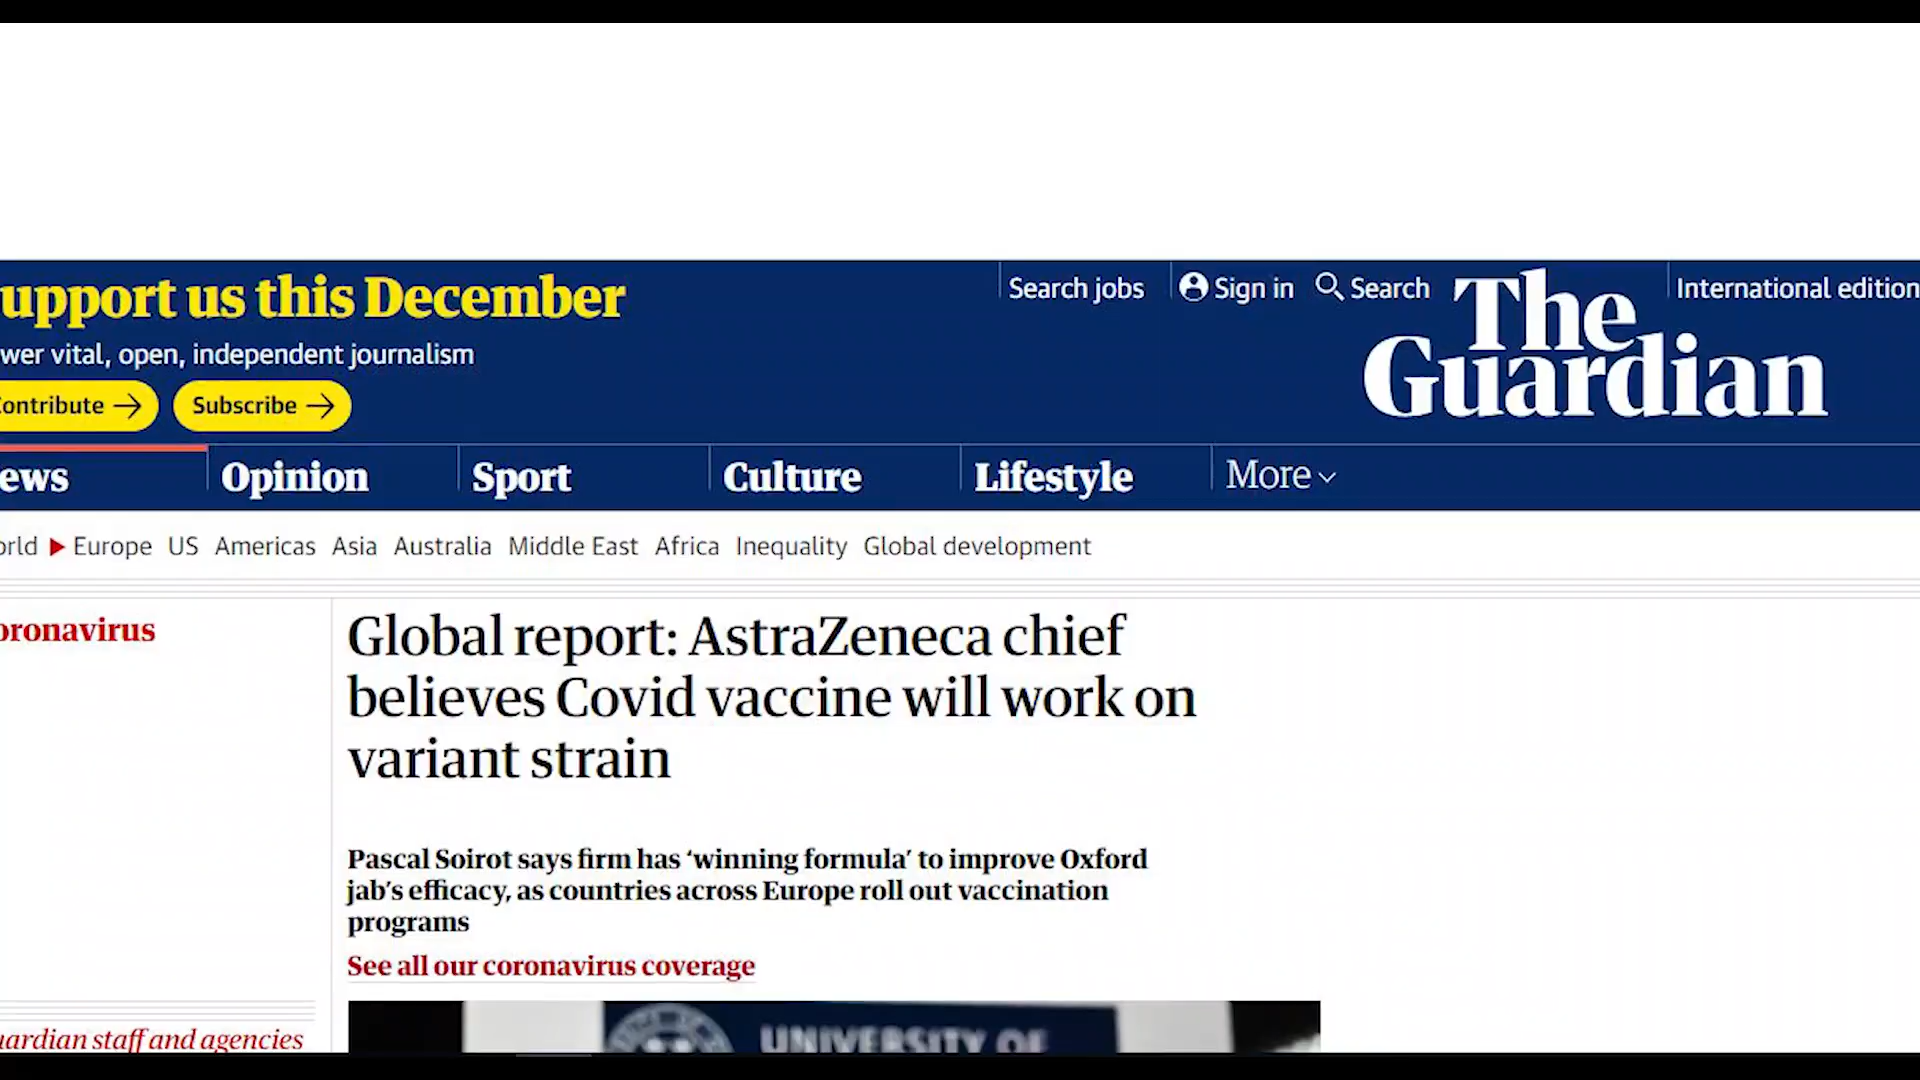 upport us this December
wer vital, open, independent journalism
ontribute
Subscribe
Search jobs
Sign in
Search
International edition
The
Guardian
ews
Opinion
Sport
Culture
Lifestyle
More
orld
Europe
US
Americas
Asia
Australia
Middle East
Africa
Inequality
Global development
oronavirus
Global report: AstraZeneca chief
believes Covid vaccine will work on
variant strain
Pascal Soirot says firm has ‘winning formula’ to improve Oxford
jab’s efficacy, as countries across Europe roll out vaccination
programs
See all our coronavirus coverage
uardian staff and agencies
UNIVERSITY OF